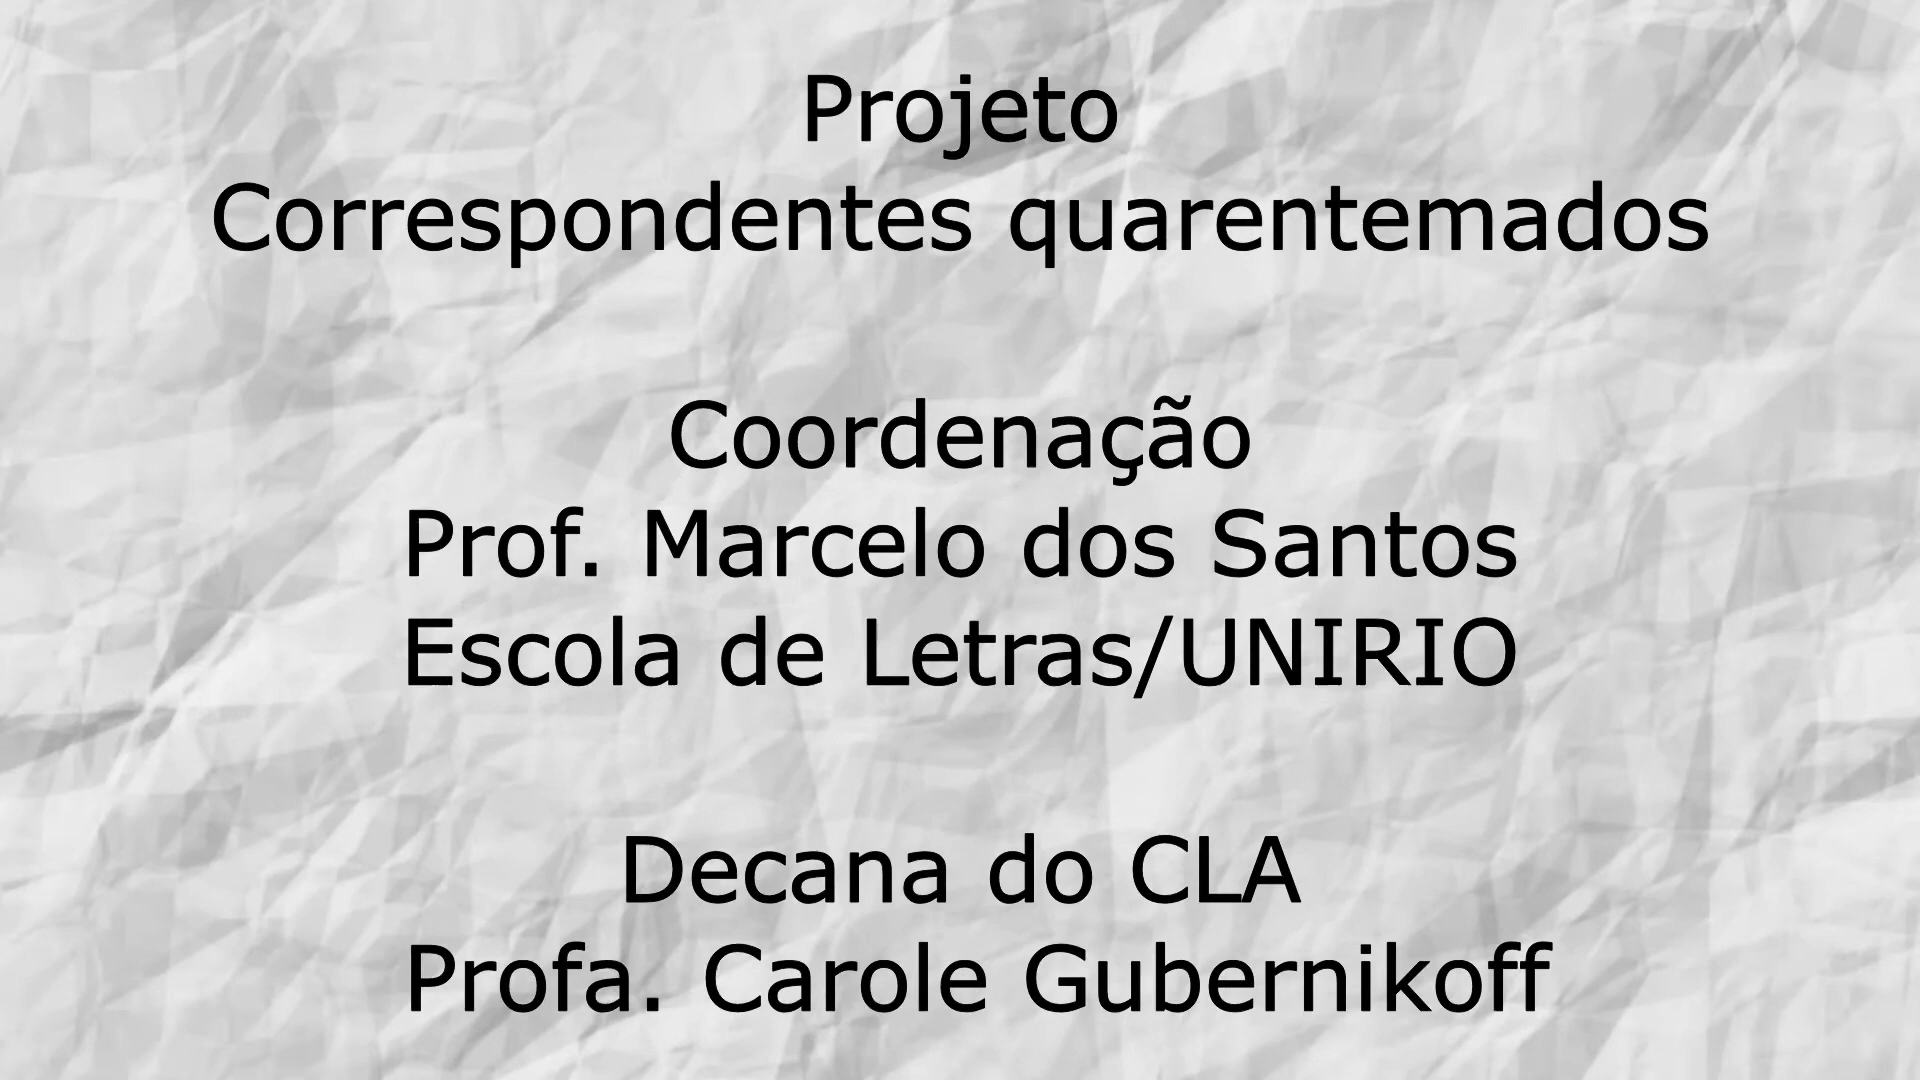 Projeto
Correspondentes quarentemados
Coordenação
Prof. Marcelo dos Santos
Escola de Letras/UNIRIO
Decana do CLA
Profa. Carole Gubernikoff